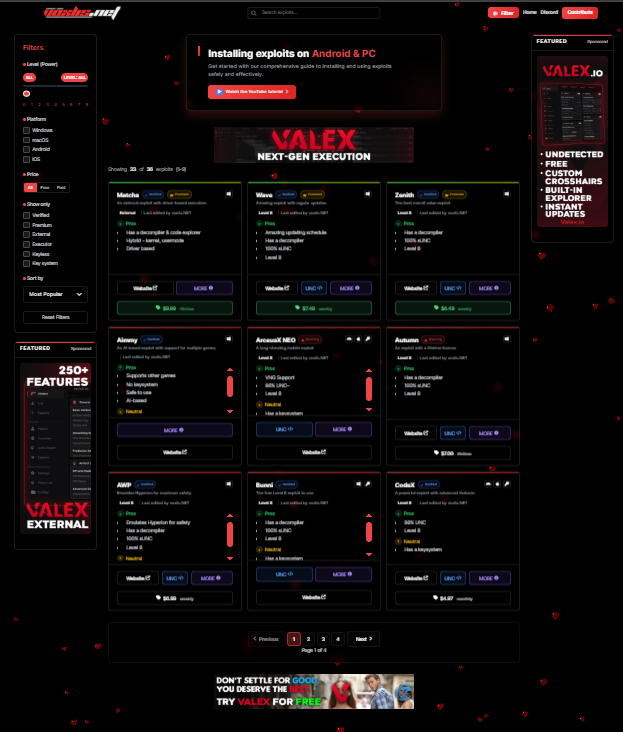 voxlis.net
Search exploits...
Filter
Home
Discord
Contribute
Filters
Level (Power)
ALL
LEVEL: ALL
0 1 2 3 4 5 6 7 8
Platform
Windows
macOS
Android
iOS
Price
All
Free
Paid
Show only
Verified
Premium
External
Executor
Keyless
Key system
Sort by
Most Popular
Reset Filters
FEATURED
Sponsored
250+
FEATURES
VALEX
EXTERNAL
Installing exploits on Android & PC
Get started with our comprehensive guide to installing and using exploits
safely and effectively.
Watch the YouTube tutorial
VALEX
NEXT-GEN EXECUTION
Showing 33 of 36 exploits (1-9)
Matcha
Verified
Premium
An external exploit with driver based execution.
External
Last edited by voxlis.NET
Pros
Has a decompiler & code explorer
Hybrid - kernel, usermode
Driver based
Website
MORE
$9.99 lifetime
Wave
Verified
Premium
Amazing exploit with regular updates.
Level 8
Last edited by voxlis.NET
Pros
Amazing updating schedule
Has a decompiler
100% sUNC
Level 8
Website
UNC
MORE
$7.49 weekly
Zenith
Verified
Premium
The best overall value exploit.
Level 8
Last edited by voxlis.NET
Pros
Has a decompiler
100% sUNC
Level 8
Website
UNC
MORE
$6.49 weekly
Aimmy
Verified
An AI-based exploit with support for multiple games.
Last edited by voxlis.NET
Pros
Supports other games
No keysystem
Safe to use
AI-based
Neutral
MORE
Website
ArceusX NEO
Warning
A long-standing mobile exploit.
Level 8
Last edited by voxlis.NET
Pros
VNG Support
Level 8
Neutral
Has a keysystem
UNC
MORE
Website
Autumn
Warning
An exploit with a lifetime license.
Level 8
Last edited by voxlis.NET
Pros
Has a decompiler
100% sUNC
Level 8
Website
UNC
MORE
$7.00 lifetime
AWP
Verified
Emulates Hyperion for maximum safety.
Level 8
Last edited by voxlis.NET
Pros
Emulates Hyperion for safety
Has a decompiler
100% sUNC
Level 8
Neutral
Website
UNC
MORE
$6.99 weekly
Bunni
Verified
The free Level 8 exploit to use.
Level 8
Last edited by voxlis.NET
Pros
Has a decompiler
100% sUNC
Level 8
Neutral
Has a keysystem
UNC
MORE
Website
CodeX
Verified
A powerful exploit with advanced features.
Level 8
Last edited by voxlis.NET
Pros
Level 8
Neutral
Has a keysystem
Website
UNC
MORE
$4.97 monthly
Previous
1
2
3
4
Next
Page 1 of 4
DON'T SETTLE FOR GOOD,
YOU DESERVE THE BEST
TRY VALEX FOR FREE
FEATURED
Sponsored
VALEX.IO
• UNDETECTED
• FREE
• CUSTOM
CROSSHAIRS
• BUILT-IN
EXPLORER
• INSTANT
UPDATES
Valex.io